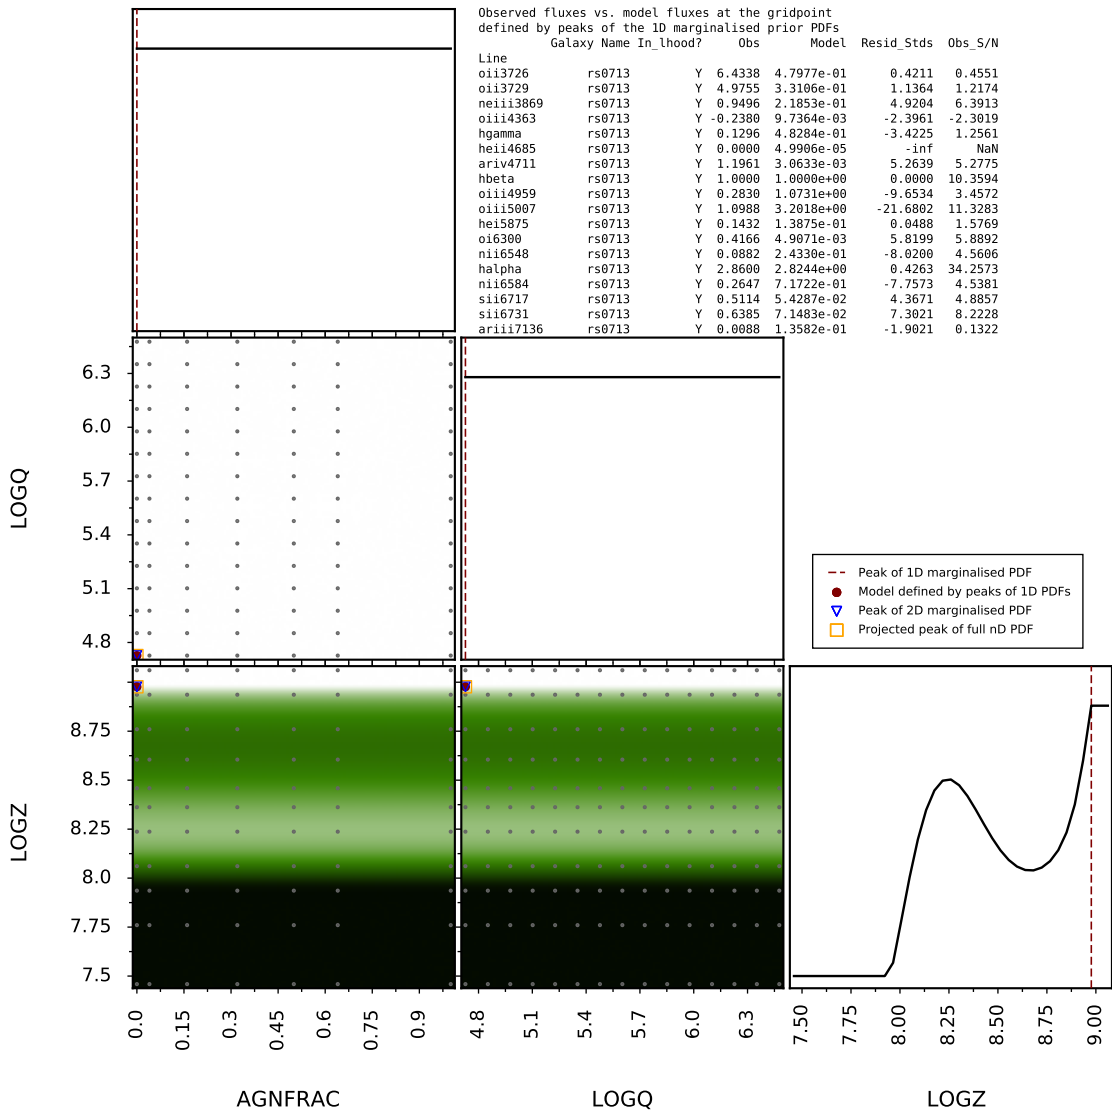 Observed fluxes vs. model fluxes at the gridpoint
defined by peaks of the 1D marginalised prior PDFs
Galaxy Name In_lhood? Obs Model Resid_Stds Obs_S/N
Line
oii3726 rs0713 Y 6.4338 4.7977e-01 0.4211 0.4551
oii3729 rs0713 Y 4.9755 3.3106e-01 1.1364 1.2174
neiii3869 rs0713 Y 0.9496 2.1853e-01 4.9204 6.3913
oiii4363 rs0713 Y -0.2380 9.7364e-03 -2.3961 -2.3019
hgamma rs0713 Y 0.1296 4.8284e-01 -3.4225 1.2561
heii4685 rs0713 Y 0.0000 4.9906e-05 -inf NaN
ariv4711 rs0713 Y 1.1961 3.0633e-03 5.2639 5.2775
hbeta rs0713 Y 1.0000 1.0000e+00 0.0000 10.3594
oiii4959 rs0713 Y 0.2830 1.0731e+00 -9.6534 3.4572
oiii5007 rs0713 Y 1.0988 3.2018e+00 -21.6802 11.3283
hei5875 rs0713 Y 0.1432 1.3875e-01 0.0488 1.5769
oi6300 rs0713 Y 0.4166 4.9071e-03 5.8199 5.8892
nii6548 rs0713 Y 0.0882 2.4330e-01 -8.0200 4.5606
halpha rs0713 Y 2.8600 2.8244e+00 0.4263 34.2573
nii6584 rs0713 Y 0.2647 7.1722e-01 -7.7573 4.5381
sii6717 rs0713 Y 0.5114 5.4287e-02 4.3671 4.8857
sii6731 rs0713 Y 0.6385 7.1483e-02 7.3021 8.2228
ariii7136 rs0713 Y 0.0088 1.3582e-01 -1.9021 0.1322
6.3
6.0
5.7
5.4
5.1
4.8
LOGQ
Peak of 1D marginalised PDF
Model defined by peaks of 1D PDFs
Peak of 2D marginalised PDF
Projected peak of full nD PDF
8.75
8.5
8.25
8.0
7.75
7.5
LOGZ
0.0 0.15 0.3 0.45 0.6 0.75 0.9
4.8 5.1 5.4 5.7 6.0 6.3
7.50 7.75 8.00 8.25 8.50 8.75 9.00
AGNFRAC LOGQ LOGZ